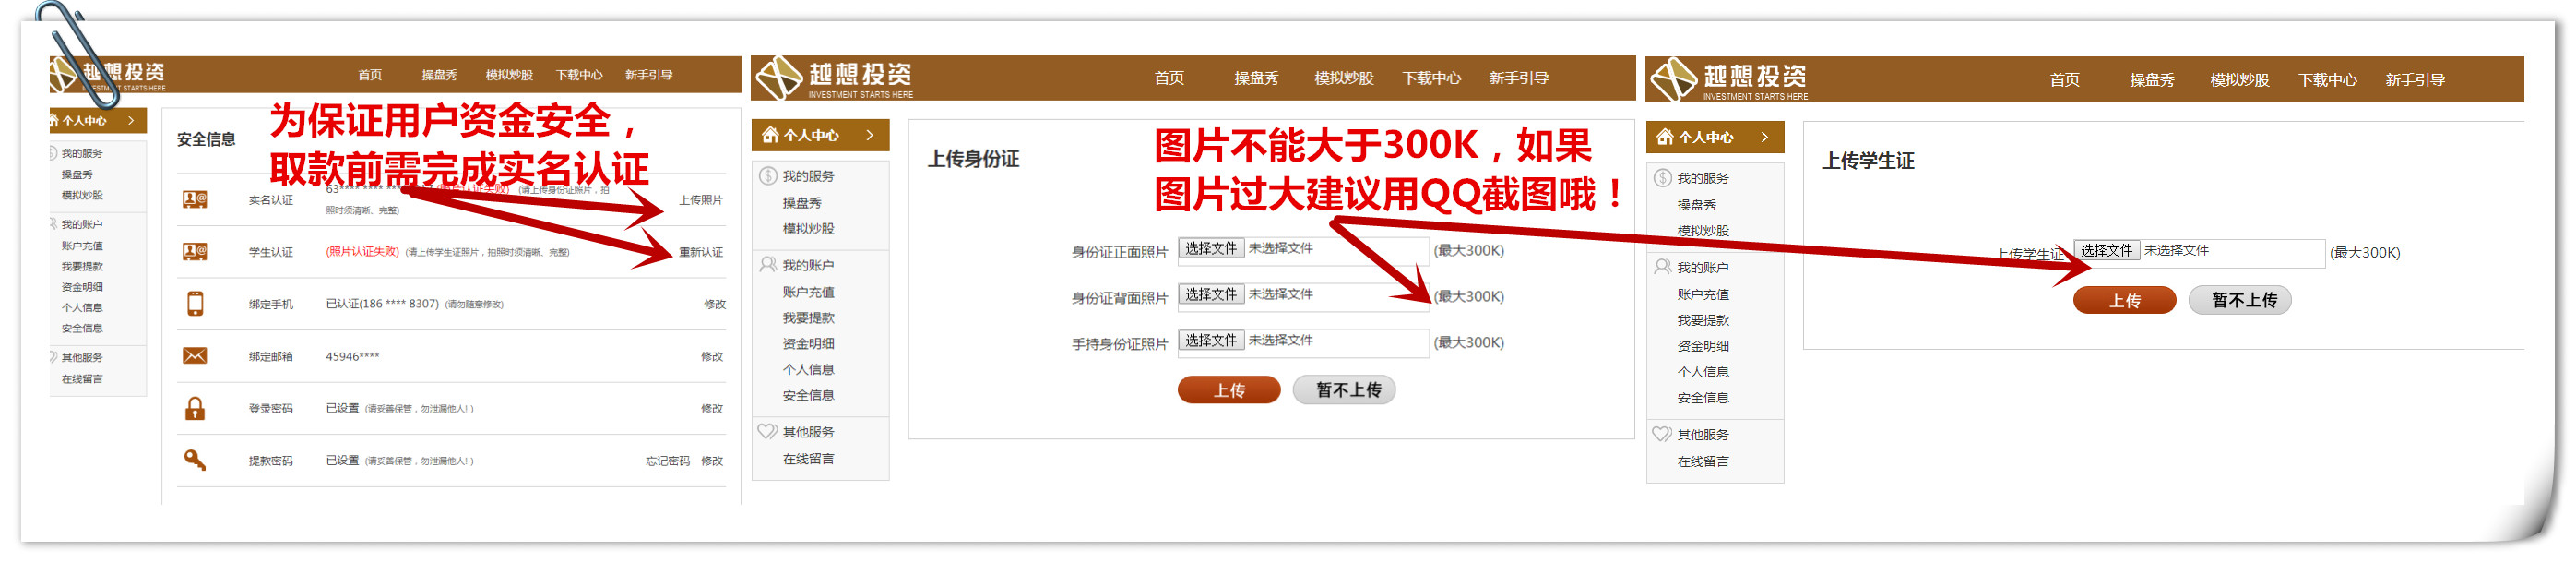 越想投资
INVESTMENT STARTS HERE
首页 操盘秀 模拟炒股 下载中心 新手引导
个人中心
我的服务
操盘秀
模拟炒股
我的账户
账户充值
我要提款
资金明细
个人信息
安全信息
其他服务
在线留言
为保证用户资金安全，
取款前需完成实名认证
安全信息
实名认证 (请上传身份证照片，拍
照时须清晰、完整) 上传照片
学生认证 (照片认证失败) (请上传学生证照片，拍照时须清晰、完整) 重新认证
绑定手机 已认证(186 **** 8307) (请勿随意修改) 修改
绑定邮箱 45946**** 修改
登录密码 已设置 (请妥善保管，勿泄漏他人！) 修改
提款密码 已设置 (请妥善保管，勿泄漏他人！) 忘记密码 修改
越想投资
INVESTMENT STARTS HERE
首页 操盘秀 模拟炒股 下载中心 新手引导
个人中心
我的服务
操盘秀
模拟炒股
我的账户
账户充值
我要提款
资金明细
个人信息
安全信息
其他服务
在线留言
上传身份证
图片不能大于300K，如果
图片过大建议用QQ截图哦！
身份证正面照片 选择文件 未选择文件 (最大300K)
身份证背面照片 选择文件 未选择文件 (最大300K)
手持身份证照片 选择文件 未选择文件 (最大300K)
上传 暂不上传
越想投资
INVESTMENT STARTS HERE
首页 操盘秀 模拟炒股 下载中心 新手引导
个人中心
我的服务
操盘秀
模拟炒股
我的账户
账户充值
我要提款
资金明细
个人信息
安全信息
其他服务
在线留言
上传学生证
上传学生证 选择文件 未选择文件 (最大300K)
上传 暂不上传